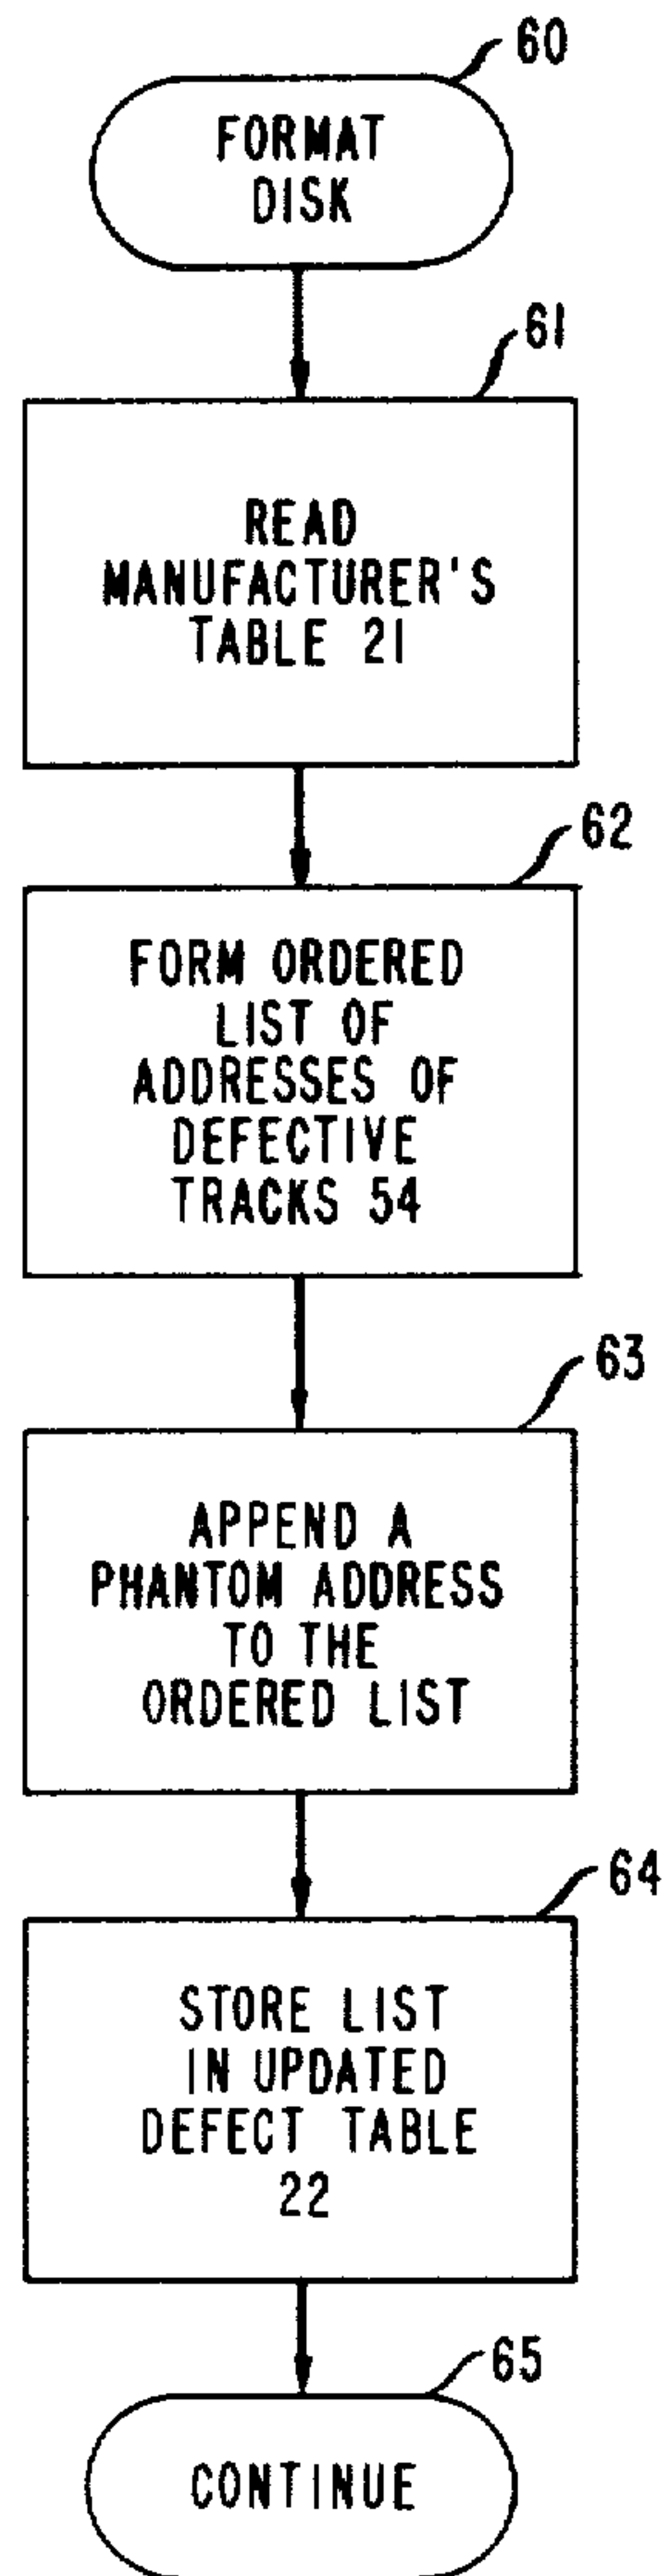 60
FORMAT
DISK
61
READ
MANUFACTURER'S
TABLE 21
62
FORM ORDERED
LIST OF
ADDRESSES OF
DEFECTIVE
TRACKS 54
63
APPEND A
PHANTOM ADDRESS
TO THE
ORDERED LIST
64
STORE LIST
IN UPDATED
DEFECT TABLE
22
65
CONTINUE